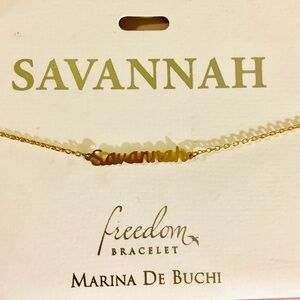 SAVANNAH
Savannah
freedom
BRACELET
MARINA DE BUCHI